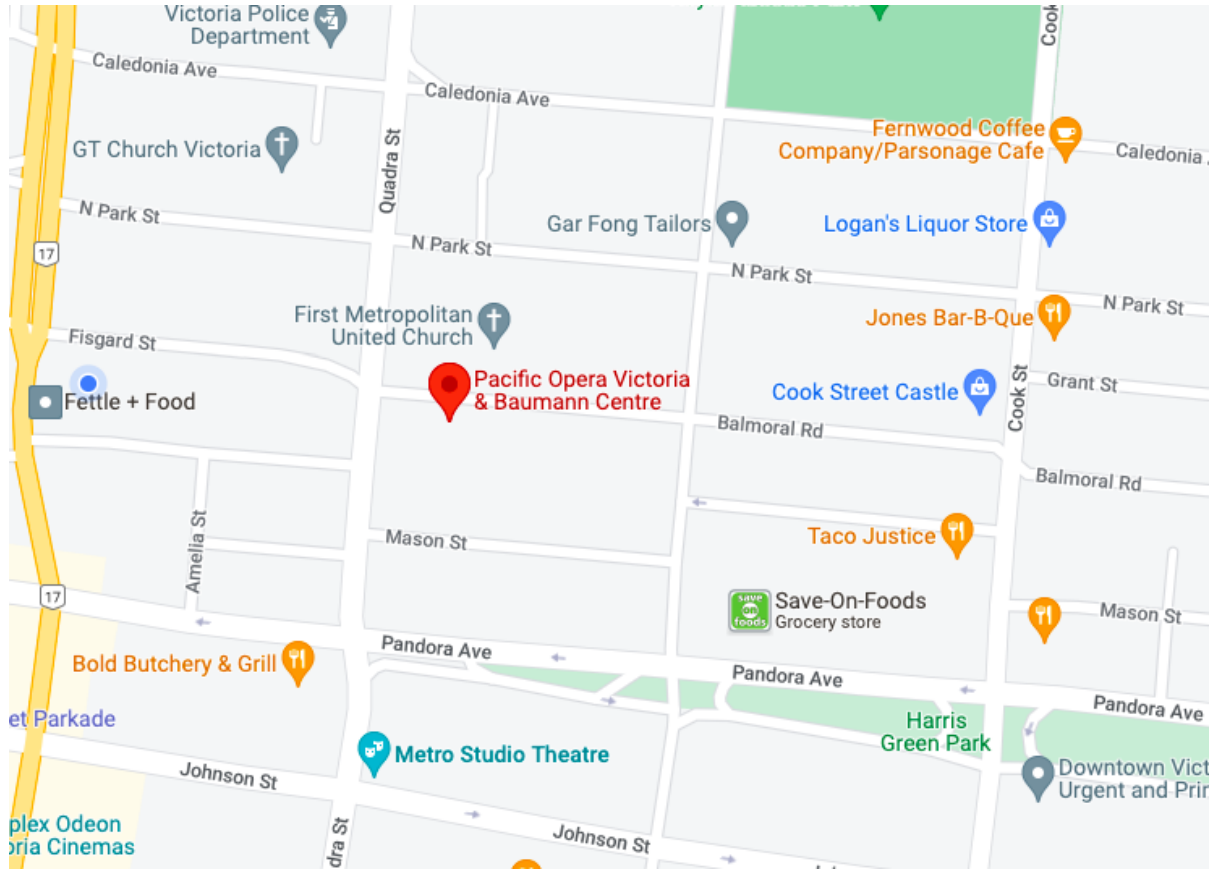 Victoria Police
Department
Cook
Caledonia Ave
Caledonia Ave
Fernwood Coffee
Company/Parsonage Cafe
Caledonia
GT Church Victoria
Quadra St
N Park St
Gar Fong Tailors
Logan's Liquor Store
N Park St
17
N Park St
N Park St
First Metropolitan
United Church
Jones Bar-B-Que
Fisgard St
Pacific Opera Victoria
& Baumann Centre
Cook Street Castle
Cook St
Grant St
Fettle + Food
Balmoral Rd
Balmoral Rd
Mason St
Taco Justice
Amelia St
17
save
on
foods
Save-On-Foods
Grocery store
Mason St
Pandora Ave
Bold Butchery & Grill
Pandora Ave
Pandora Ave
et Parkade
Harris
Green Park
Metro Studio Theatre
Johnson St
Downtown Vict
Urgent and Prin
plex Odeon
oria Cinemas
dra St
Johnson St